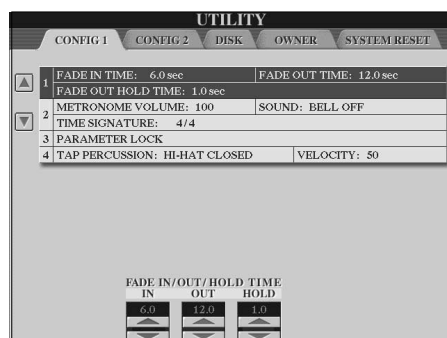 UTILITY
CONFIG 1 CONFIG 2 DISK OWNER SYSTEM RESET
1 FADE IN TIME: 6.0 sec FADE OUT TIME: 12.0 sec
FADE OUT HOLD TIME: 1.0 sec
2 METRONOME VOLUME: 100 SOUND: BELL OFF
TIME SIGNATURE: 4/4
3 PARAMETER LOCK
4 TAP PERCUSSION: HI-HAT CLOSED VELOCITY: 50
FADE IN/OUT/HOLD TIME
IN OUT HOLD
6.0 12.0 1.0